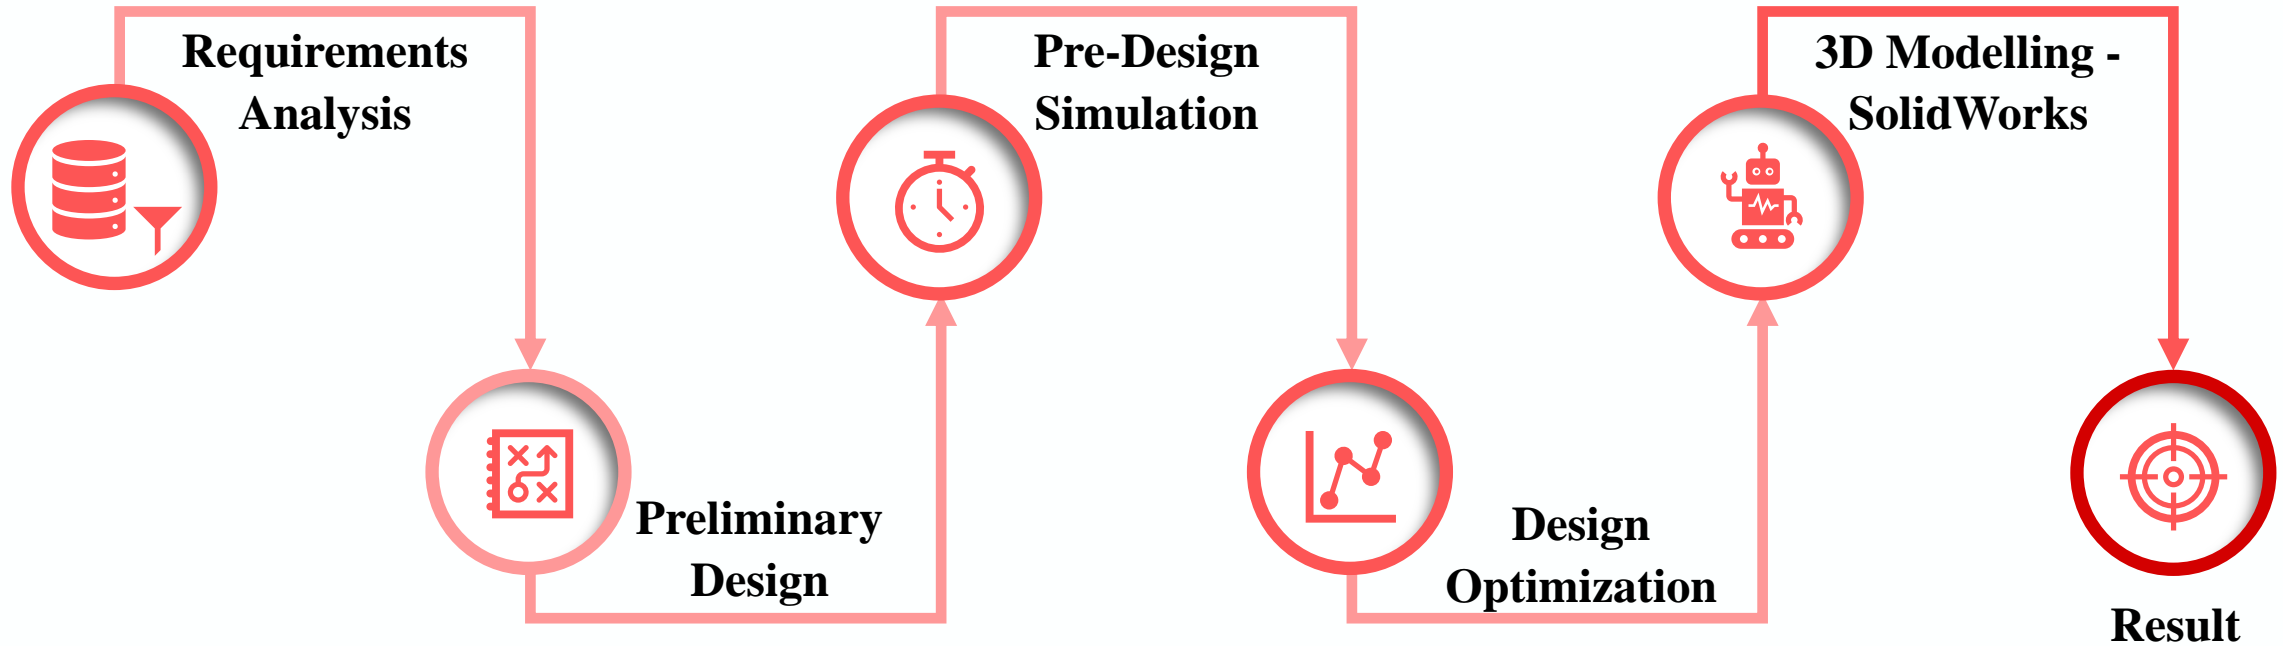 Requirements
Analysis
Preliminary
Design
Pre-Design
Simulation
Design
Optimization
3D Modelling -
SolidWorks
Result